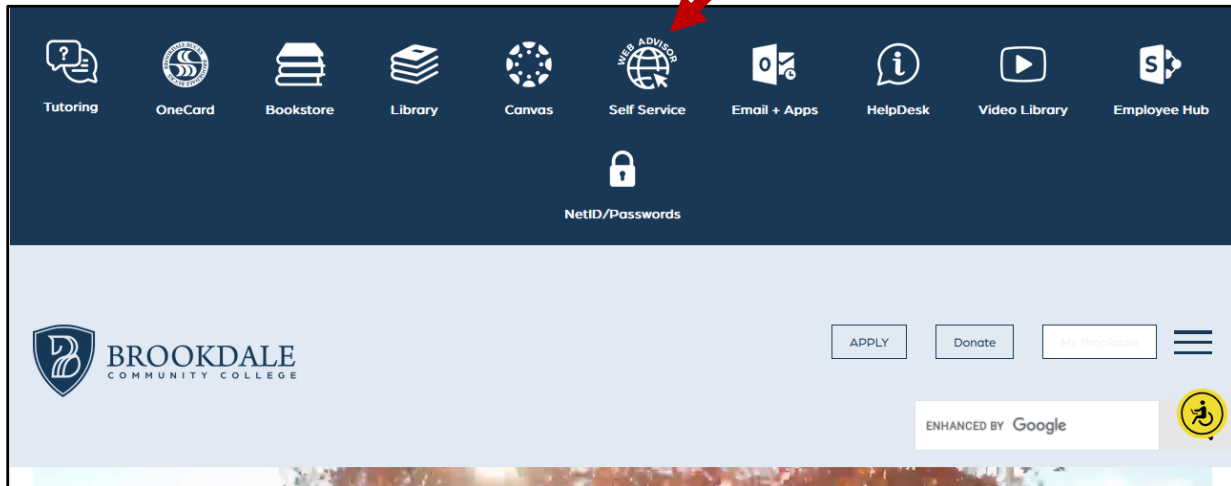 WEB ADVISOR
Tutoring OneCard Bookstore Library Canvas Self Service Email + Apps HelpDesk Video Library Employee Hub
NetID/Passwords
APPLY Donate My Brookdale
BROOKDALE
COMMUNITY COLLEGE
ENHANCED BY Google